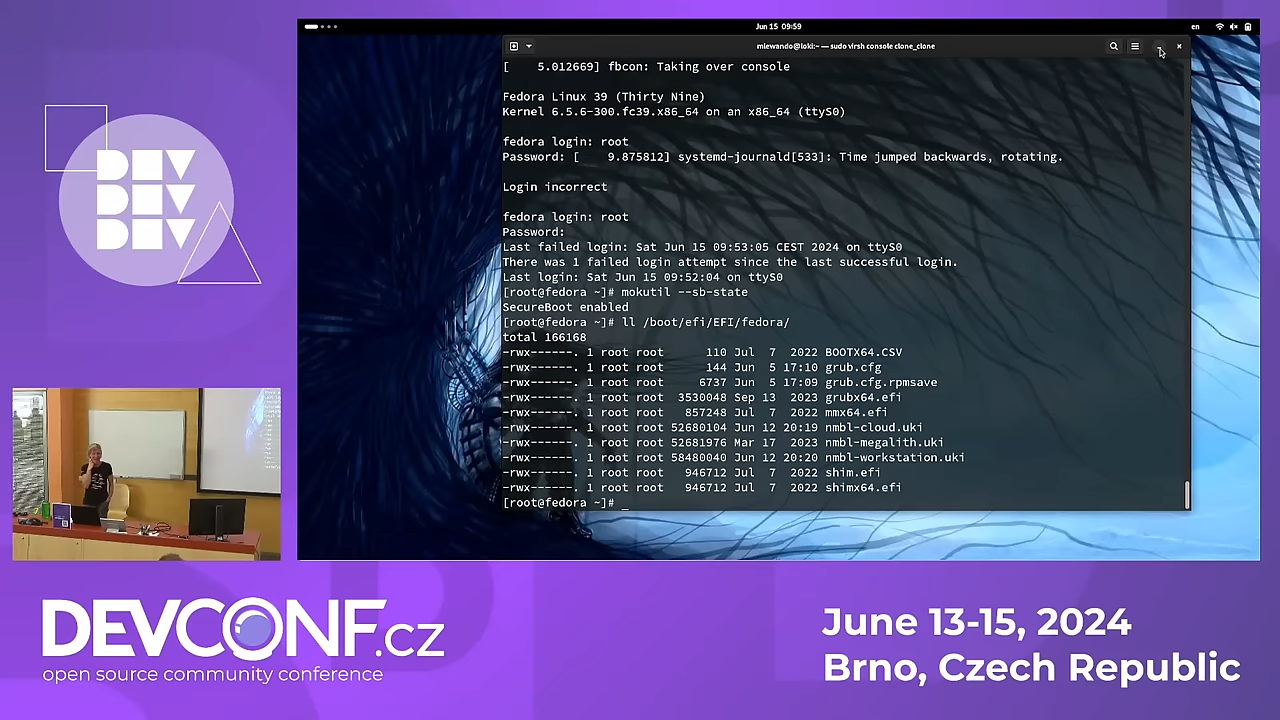 Jun 15 09:59
en
mlewando@loki:~ — sudo virsh console clone_clone
[    5.012669] fbcon: Taking over console
Fedora Linux 39 (Thirty Nine)
Kernel 6.5.6-300.fc39.x86_64 on an x86_64 (ttyS0)
fedora login: root
Password: [    9.875812] systemd-journald[533]: Time jumped backwards, rotating.
Login incorrect
fedora login: root
Password:
Last failed login: Sat Jun 15 09:53:05 CEST 2024 on ttyS0
There was 1 failed login attempt since the last successful login.
Last login: Sat Jun 15 09:52:04 on ttyS0
[root@fedora ~]# mokutil --sb-state
SecureBoot enabled
[root@fedora ~]# ll /boot/efi/EFI/fedora/
total 166168
-rwx------. 1 root root      110 Jul  7  2022 BOOTX64.CSV
-rwx------. 1 root root      144 Jun  5 17:10 grub.cfg
-rwx------. 1 root root     6737 Jun  5 17:09 grub.cfg.rpmsave
-rwx------. 1 root root  3530048 Sep 13  2023 grubx64.efi
-rwx------. 1 root root   857248 Jul  7  2022 mmx64.efi
-rwx------. 1 root root 52680104 Jun 12 20:19 nmbl-cloud.uki
-rwx------. 1 root root 52681976 Mar 17  2023 nmbl-megalith.uki
-rwx------. 1 root root 58480040 Jun 12 20:20 nmbl-workstation.uki
-rwx------. 1 root root   946712 Jul  7  2022 shim.efi
-rwx------. 1 root root   946712 Jul  7  2022 shimx64.efi
[root@fedora ~]# _
DEV
DEV
DEV
DEVCONF.cz
open source community conference
June 13-15, 2024
Brno, Czech Republic